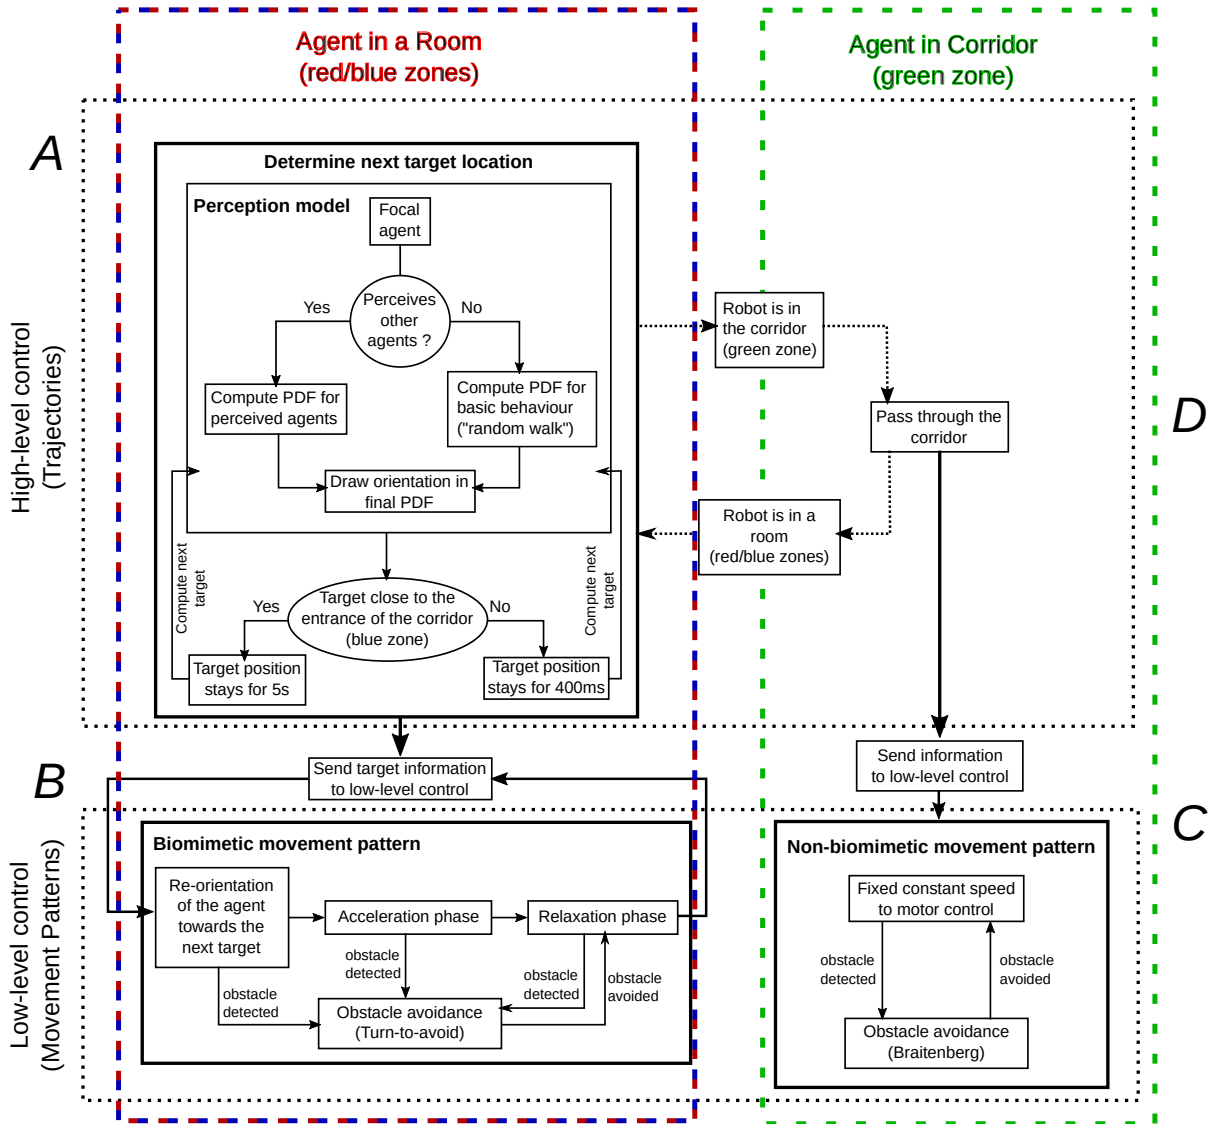 Agent in a Room
(red/blue zones)
Agent in Corridor
(green zone)
A
High-level control
(Trajectories)
Determine next target location
Perception model
Focal
agent
Perceives
other
agents ?
Yes
No
Compute PDF for
perceived agents
Compute PDF for
basic behaviour
("random walk")
Draw orientation in
final PDF
Compute next
target
Compute next
target
Target close to the
entrance of the corridor
(blue zone)
Yes
No
Target position
stays for 5s
Target position
stays for 400ms
Robot is in
the corridor
(green zone)
Pass through the
corridor
Robot is in a
room
(red/blue zones)
D
B
Send target information
to low-level control
Send information
to low-level control
C
Low-level control
(Movement Patterns)
Biomimetic movement pattern
Re-orientation
of the agent
towards the
next target
Acceleration phase
Relaxation phase
obstacle
detected
obstacle
detected
obstacle
detected
obstacle
avoided
Obstacle avoidance
(Turn-to-avoid)
Non-biomimetic movement pattern
Fixed constant speed
to motor control
obstacle
detected
obstacle
avoided
Obstacle avoidance
(Braitenberg)